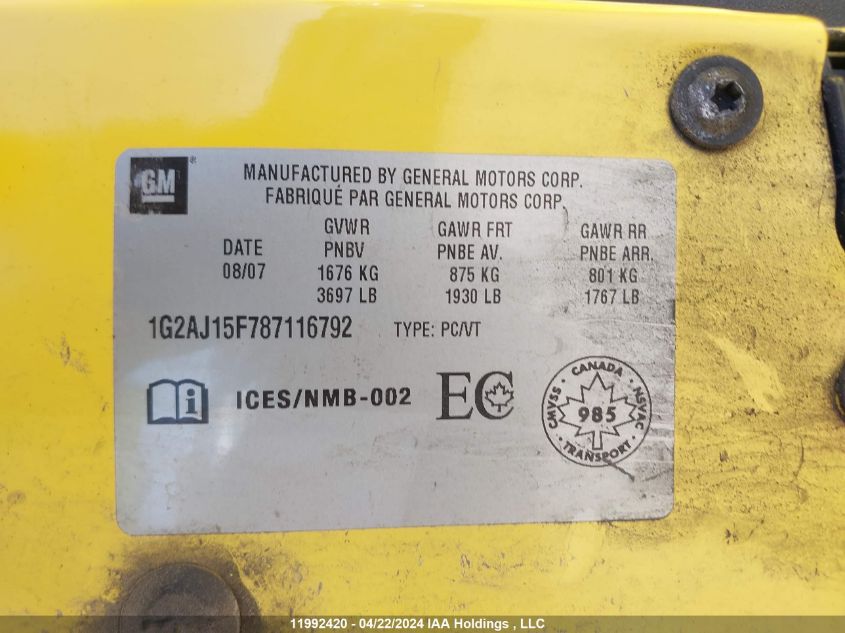 GM ®
MANUFACTURED BY GENERAL MOTORS CORP.
FABRIQUÉ PAR GENERAL MOTORS CORP.
GVWR GAWR FRT GAWR RR
DATE PNBV PNBE AV. PNBE ARR.
08/07 1676 KG 875 KG 801 KG
3697 LB 1930 LB 1767 LB
1G2AJ15F787116792 TYPE: PC/VT
i ICES/NMB-002 EC
CANADA
CMVSS 985 NSVAC
TRANSPORT
11992420 - 04/22/2024 IAA Holdings , LLC